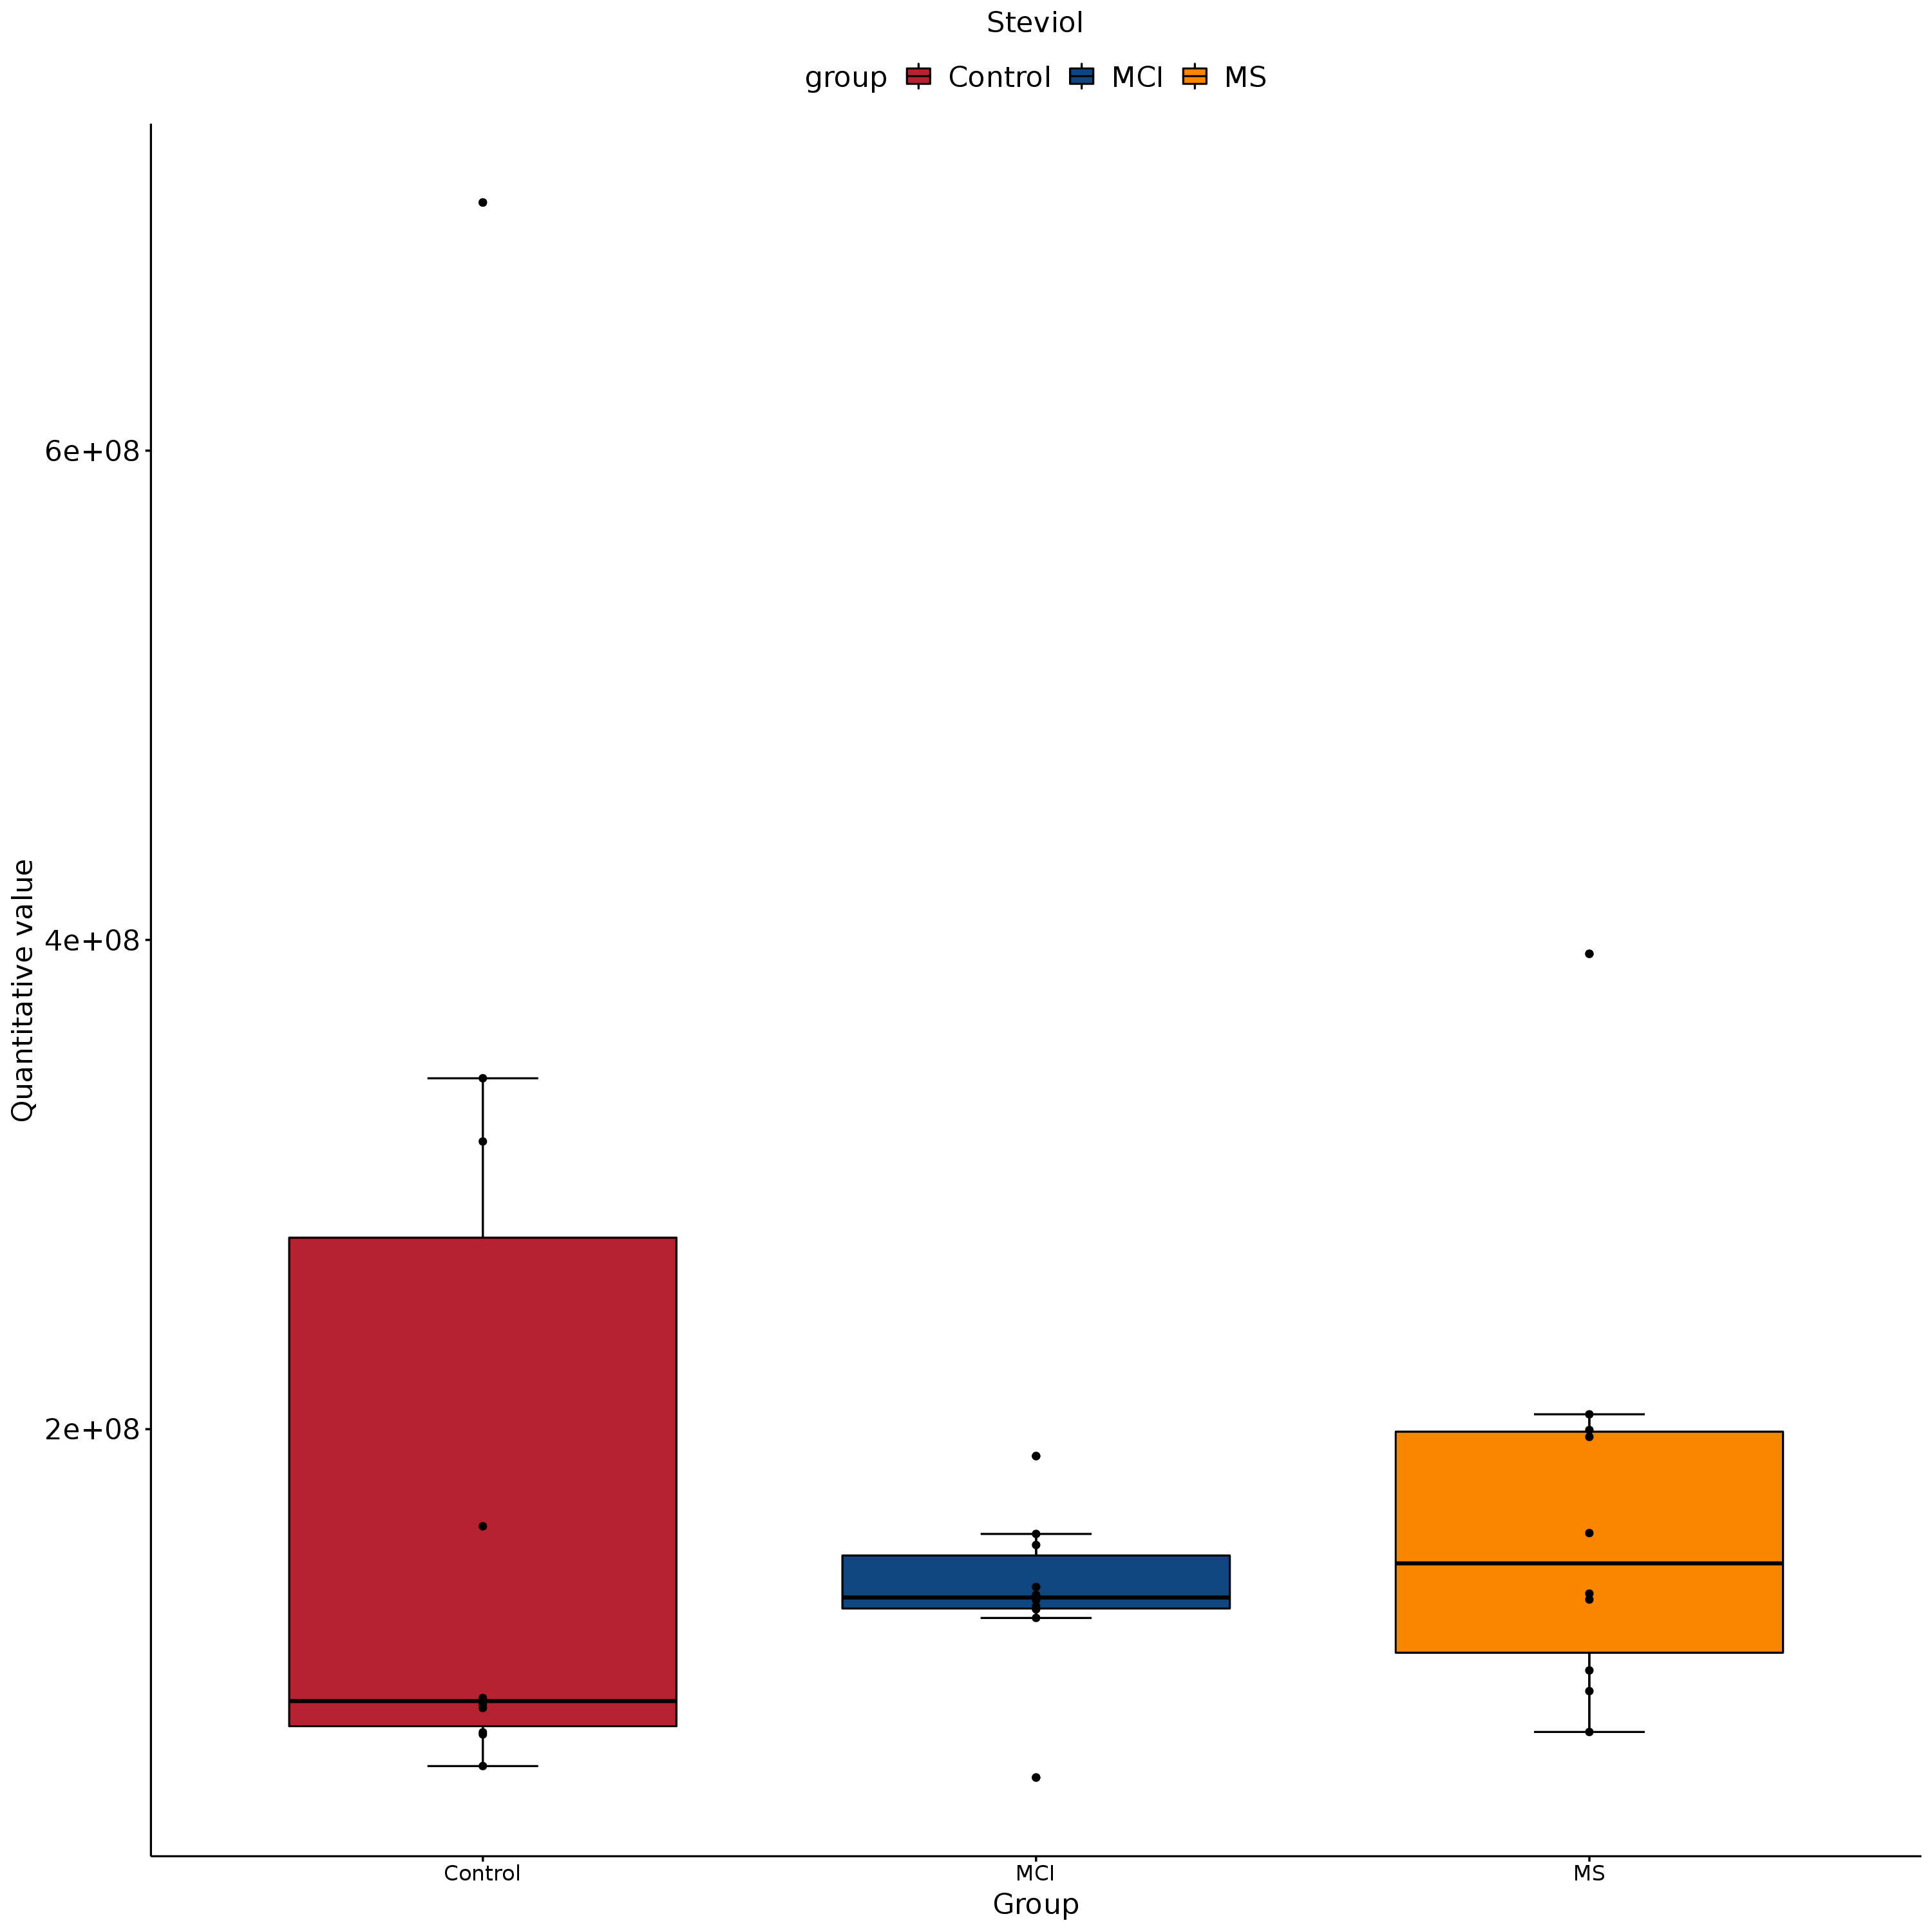 Steviol
group Control MCI MS
Quantitative value
6e+08
4e+08
2e+08
Control MCI MS
Group